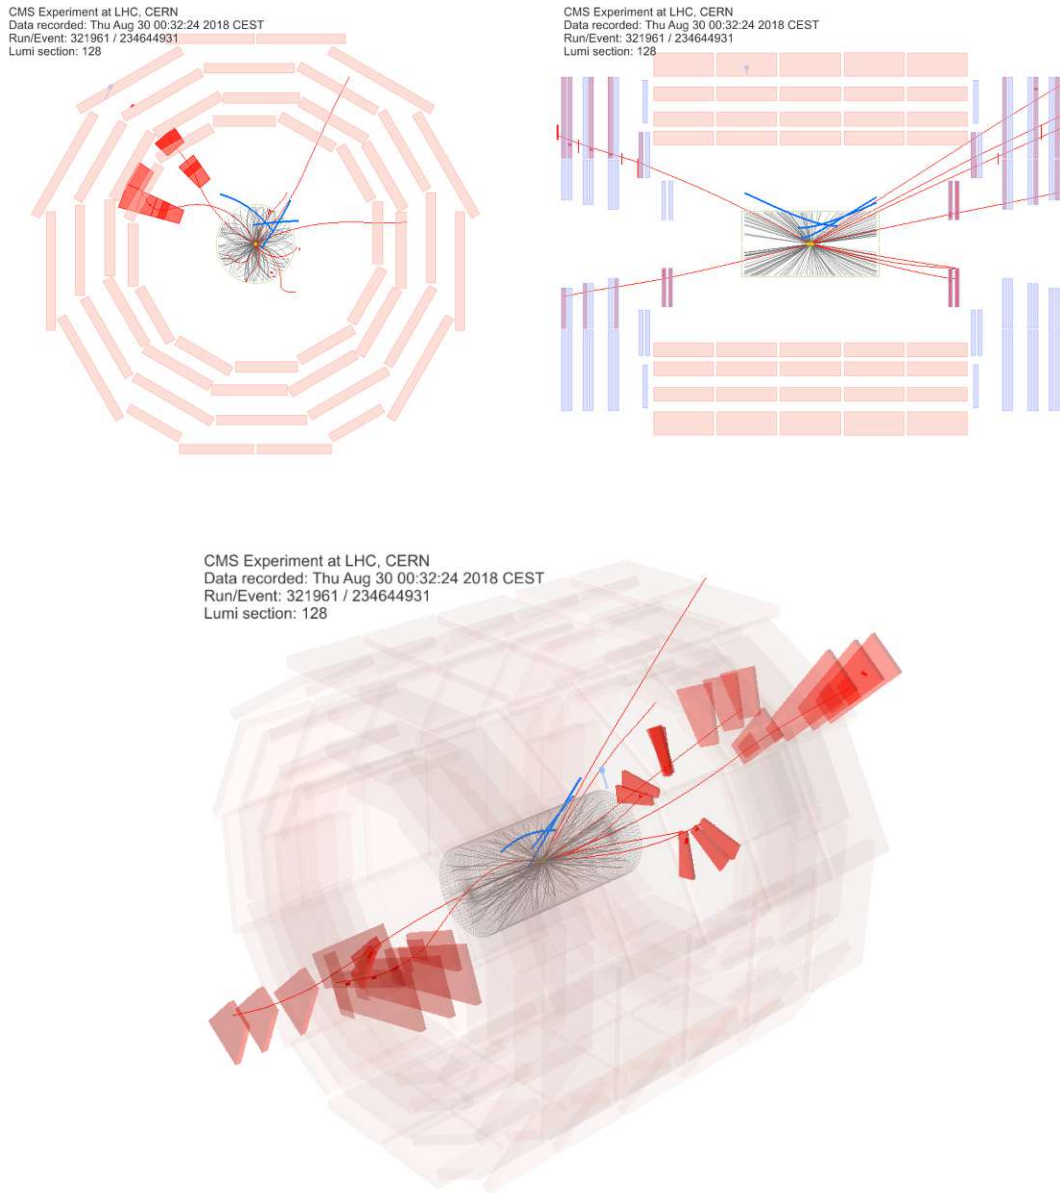 CMS Experiment at LHC, CERN
Data recorded: Thu Aug 30 00:32:24 2018 CEST
Run/Event: 321961 / 234644931
Lumi section: 128
CMS Experiment at LHC, CERN
Data recorded: Thu Aug 30 00:32:24 2018 CEST
Run/Event: 321961 / 234644931
Lumi section: 128
CMS Experiment at LHC, CERN
Data recorded: Thu Aug 30 00:32:24 2018 CEST
Run/Event: 321961 / 234644931
Lumi section: 128